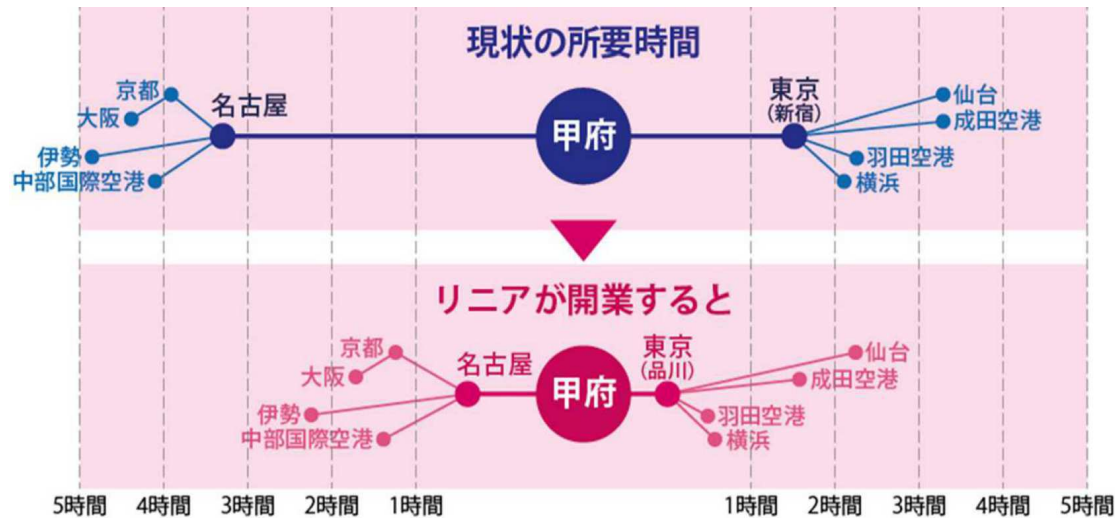 現状の所要時間
京都
名古屋
大阪
伊勢
中部国際空港
甲府
東京
(新宿)
仙台
成田空港
羽田空港
横浜
リニアが開業すると
京都
名古屋
大阪
伊勢
中部国際空港
甲府
東京
(品川)
仙台
成田空港
羽田空港
横浜
5時間 4時間 3時間 2時間 1時間 1時間 2時間 3時間 4時間 5時間